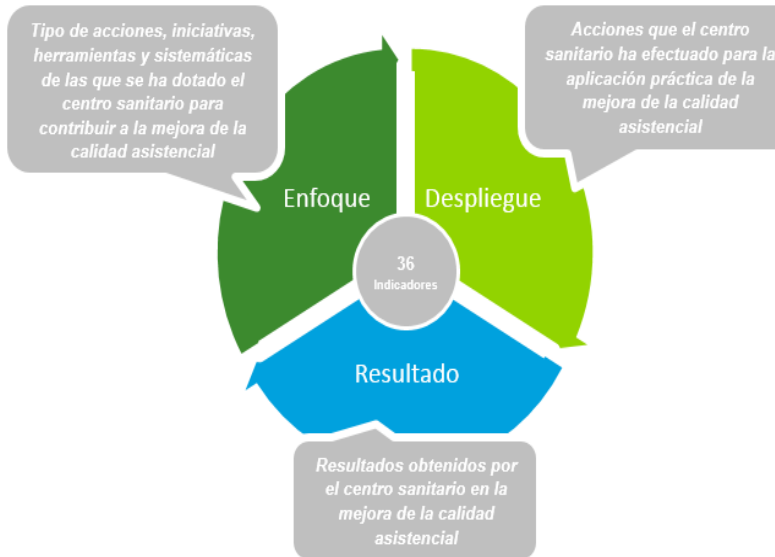 Tipo de acciones, iniciativas,
herramientas y sistemáticas
de las que se ha dotado el
centro sanitario para
contribuir a la mejora de la
calidad asistencial
Acciones que el centro
sanitario ha efectuado para la
aplicación práctica de la
mejora de la calidad
asistencial
Enfoque
Despliegue
36
Indicadores
Resultado
Resultados obtenidos por
el centro sanitario en la
mejora de la calidad
asistencial